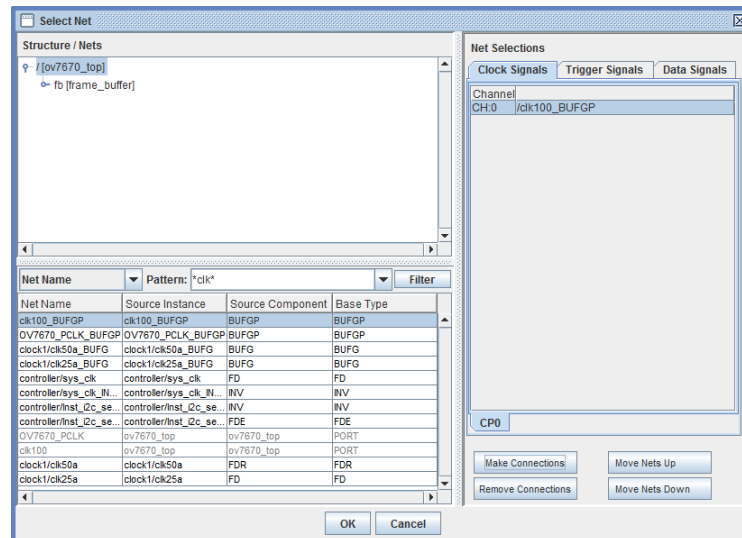 Select Net
Structure / Nets
/ [ov7670_top]
fb [frame_buffer]
Net Name Pattern: *clk* Filter
Net Name Source Instance Source Component Base Type
clk100_BUFGP clk100_BUFGP BUFGP BUFGP
OV7670_PCLK_BUFGP OV7670_PCLK_BUFGP BUFGP BUFGP
clock1/clk50a_BUFG clock1/clk50a_BUFG BUFG BUFG
clock1/clk25a_BUFG clock1/clk25a_BUFG BUFG BUFG
controller/sys_clk controller/sys_clk FD FD
controller/sys_clk_IN... controller/sys_clk_IN... INV INV
controller/Inst_i2c_se... controller/Inst_i2c_se... INV INV
controller/Inst_i2c_se... controller/Inst_i2c_se... FDE FDE
OV7670_PCLK ov7670_top ov7670_top PORT
clk100 ov7670_top ov7670_top PORT
clock1/clk50a clock1/clk50a FDR FDR
clock1/clk25a clock1/clk25a FD FD
Net Selections
Clock Signals Trigger Signals Data Signals
Channel
CH:0 /clk100_BUFGP
CP0
Make Connections Move Nets Up
Remove Connections Move Nets Down
OK Cancel